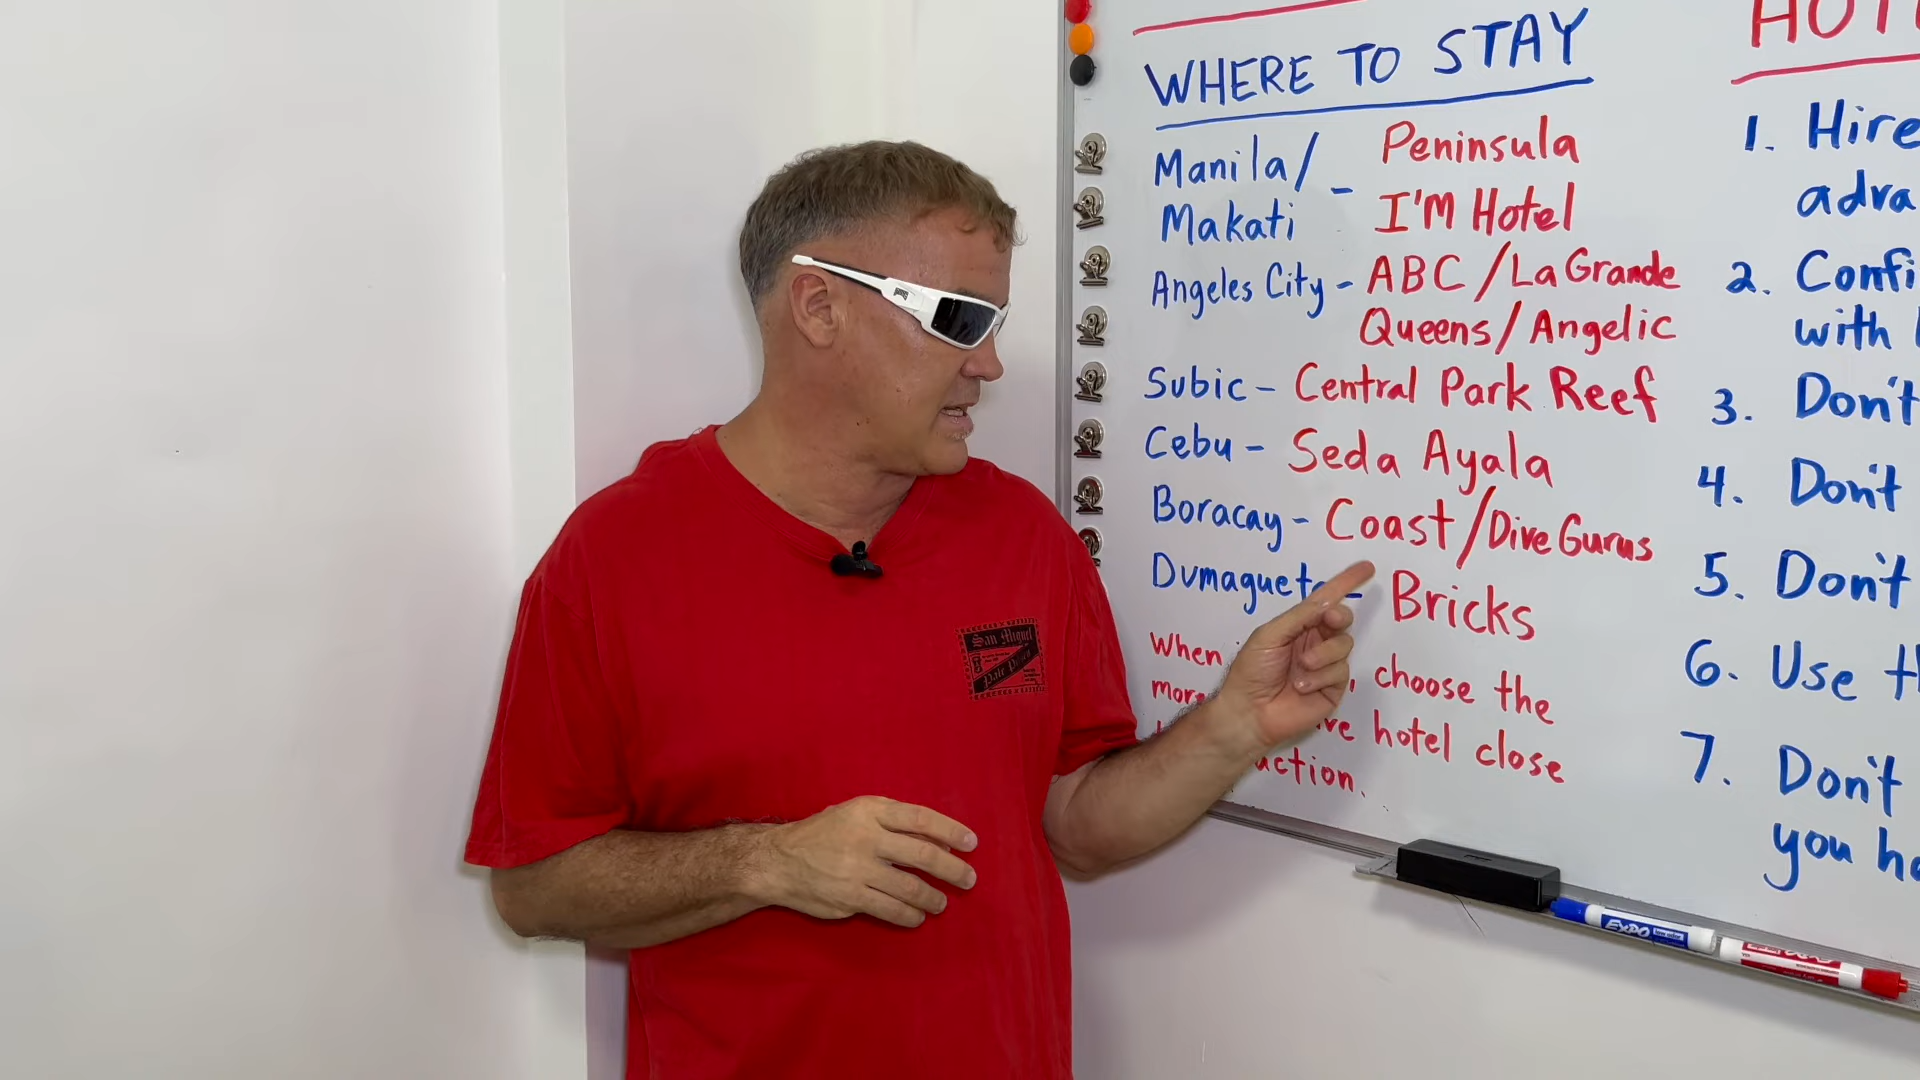 WHERE TO STAY
Manila/ - Peninsula
Makati I'M Hotel
Angeles City - ABC/La Grande
Queens/Angelic
Subic - Central Park Reef
Cebu - Seda Ayala
Boracay - Coast/Dive Gurus
Bricks
When choose the
hotel close
HOT
1. Hire
adva
2. Confi
with
3. Don't
4. Don't
5. Don't
6. Use th
7. Don't
you ha
San Miguel
Pale Pilsen
EXPO